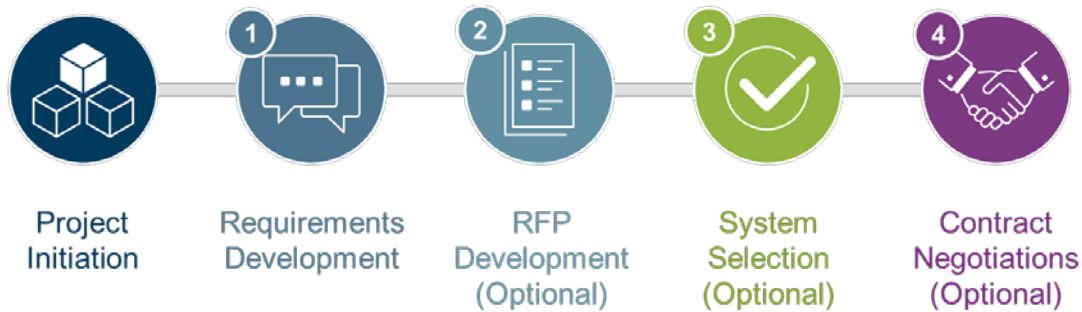 1
2
3
4
Project
Initiation
Requirements
Development
RFP
Development
(Optional)
System
Selection
(Optional)
Contract
Negotiations
(Optional)